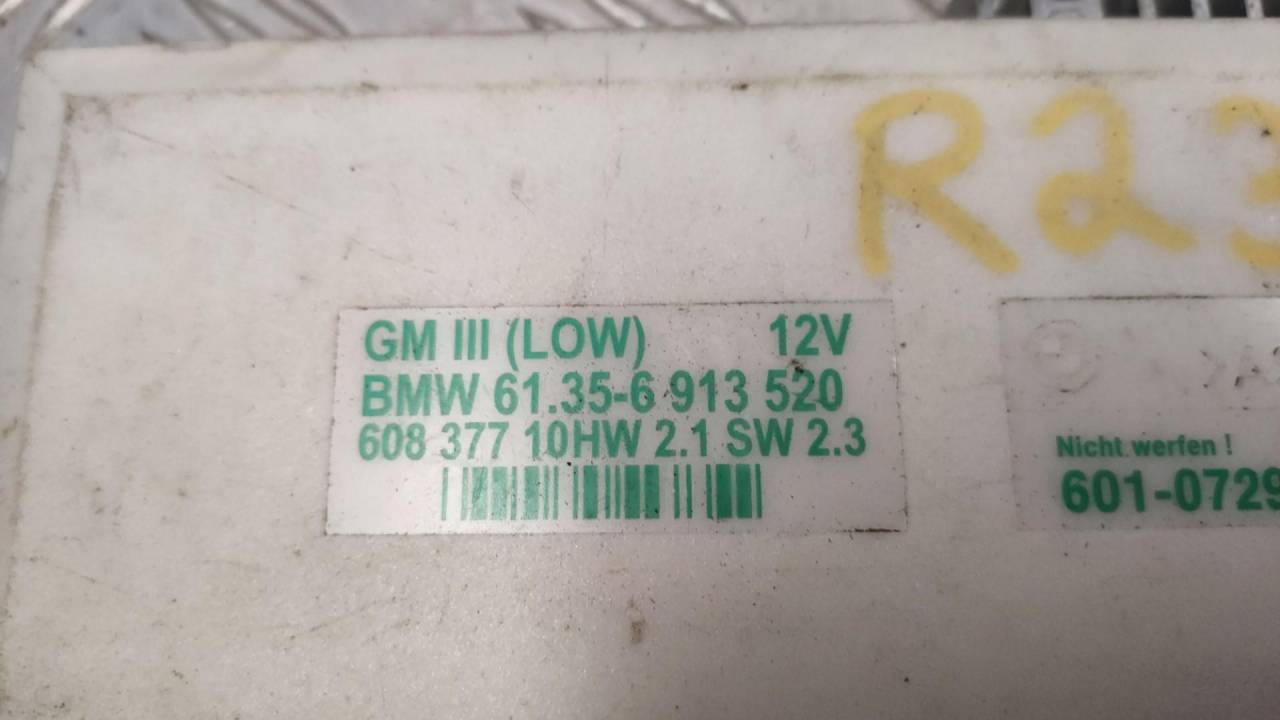 R23
GM III (LOW) 12V
BMW 61.35-6 913 520
608 377 10HW 2.1 SW 2.3
Nicht werfen !
601-0729